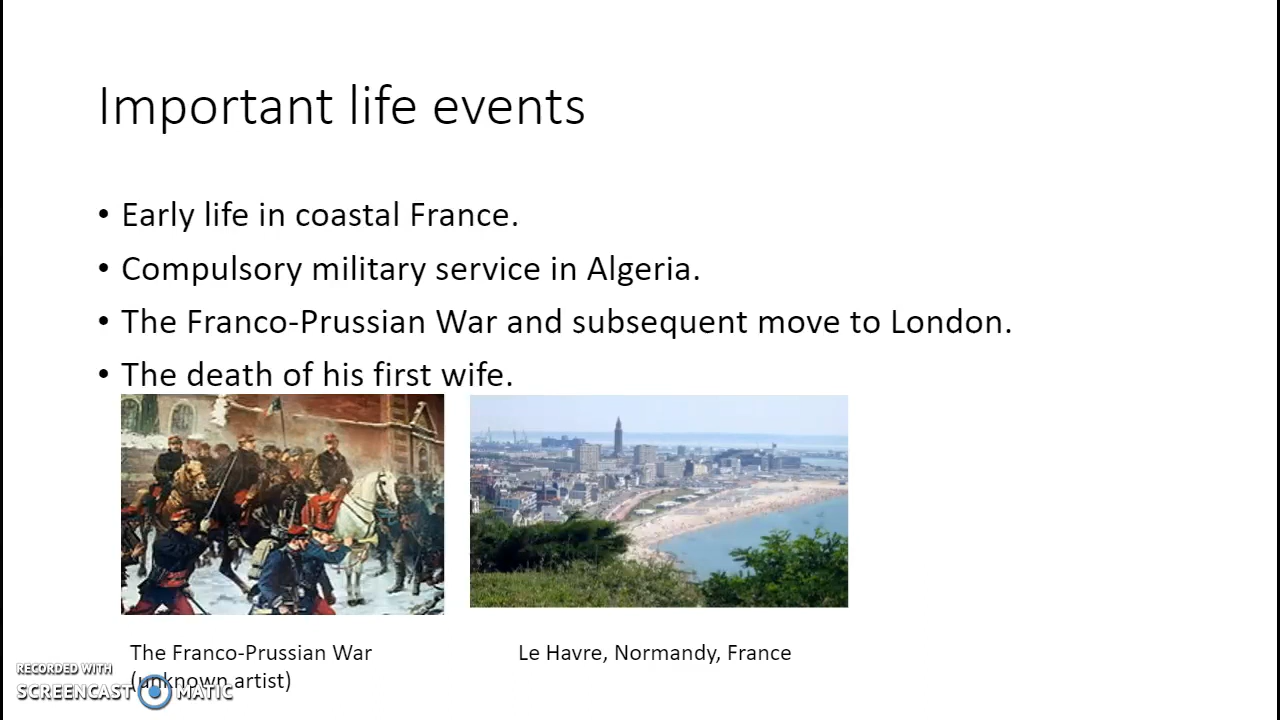 Important life events
• Early life in coastal France.
• Compulsory military service in Algeria.
• The Franco-Prussian War and subsequent move to London.
• The death of his first wife.
The Franco-Prussian War
(unknown artist)
Le Havre, Normandy, France
RECORDED WITH
SCREENCAST MATIC